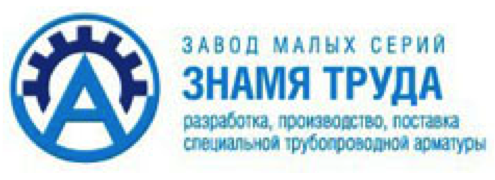 ЗАВОД МАЛЫХ СЕРИЙ
ЗНАМЯ ТРУДА
разработка, производство, поставка
специальной трубопроводной арматуры